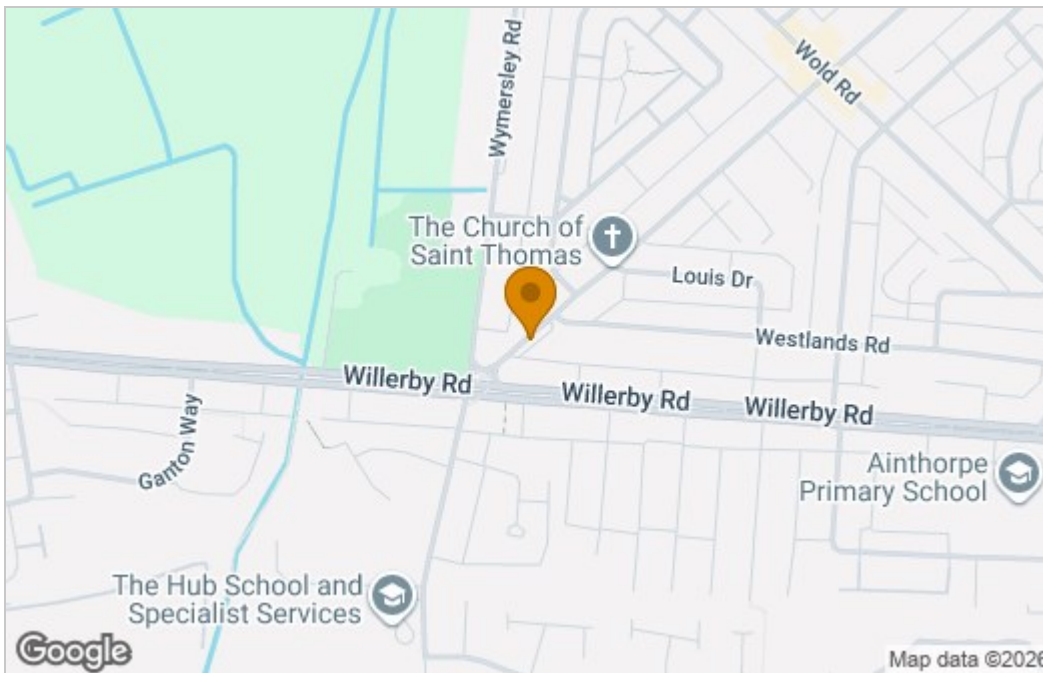 Wymersley Rd
Wold Rd
The Church of
Saint Thomas
Louis Dr
Westlands Rd
Willerby Rd
Willerby Rd
Willerby Rd
Ganton Way
Ainthorpe
Primary School
The Hub School and
Specialist Services
Google
Map data ©2026